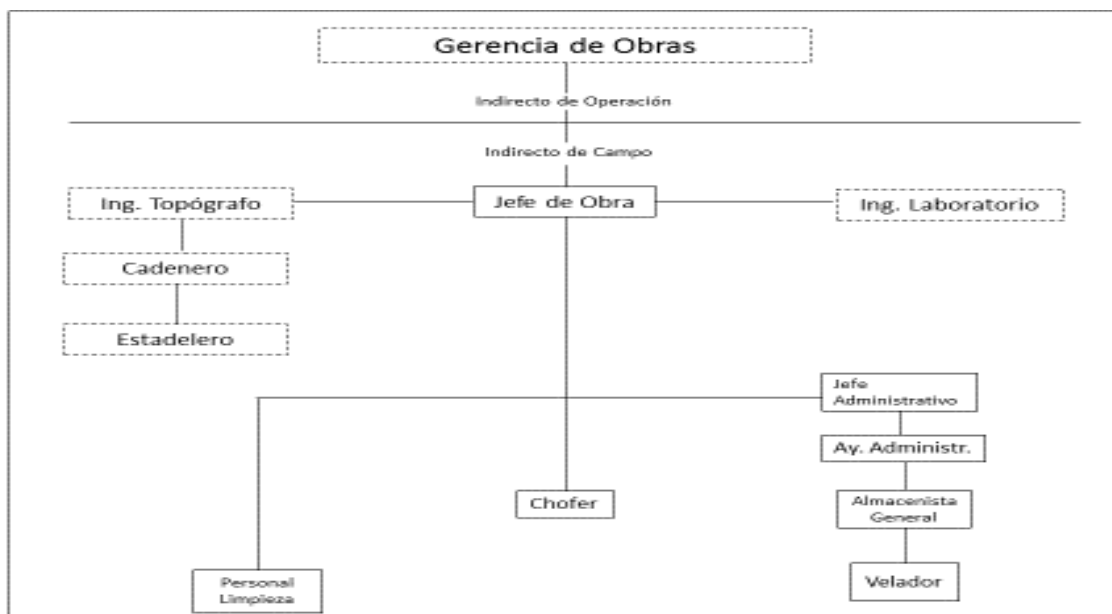 Gerencia de Obras
Indirecto de Operación
Indirecto de Campo
Ing. Topógrafo
Jefe de Obra
Ing. Laboratorio
Cadenero
Estadelero
Jefe
Administrativo
Ay. Administr.
Chofer
Almacenista
General
Personal
Limpieza
Velador